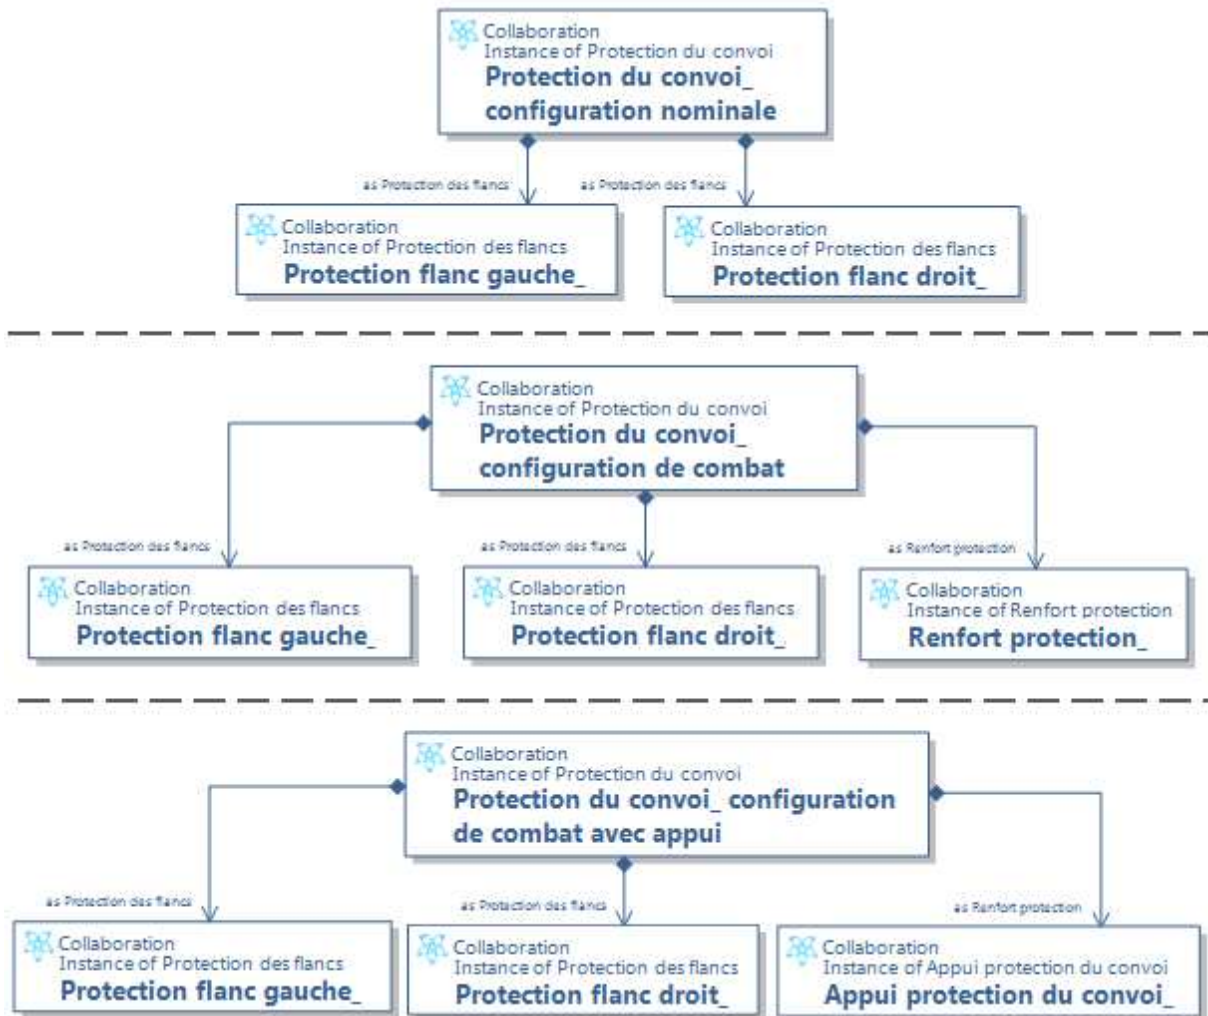 Collaboration
Instance of Protection du convoi
Protection du convoi_
configuration nominale
as Protection des flancs
as Protection des flancs
Collaboration
Instance of Protection des flancs
Protection flanc gauche_
Collaboration
Instance of Protection des flancs
Protection flanc droit_
Collaboration
Instance of Protection du convoi
Protection du convoi_
configuration de combat
as Protection des flancs
as Protection des flancs
as Renfort protection
Collaboration
Instance of Protection des flancs
Protection flanc gauche_
Collaboration
Instance of Protection des flancs
Protection flanc droit_
Collaboration
Instance of Renfort protection
Renfort protection_
Collaboration
Instance of Protection du convoi
Protection du convoi_ configuration
de combat avec appui
as Protection des flancs
as Protection des flancs
as Renfort protection
Collaboration
Instance of Protection des flancs
Protection flanc gauche_
Collaboration
Instance of Protection des flancs
Protection flanc droit_
Collaboration
Instance of Appui protection du convoi
Appui protection du convoi_